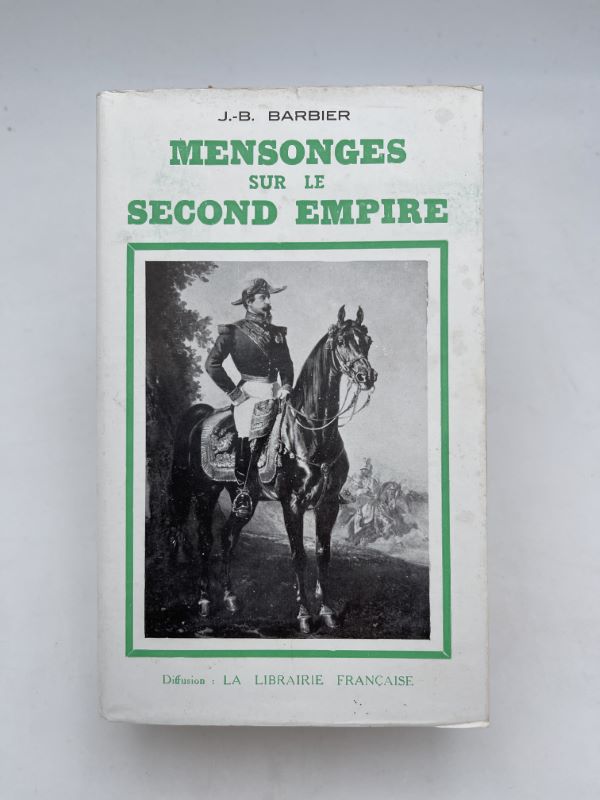 J.-B. BARBIER
MENSONGES
SUR LE
SECOND EMPIRE
Diffusion : LA LIBRAIRIE FRANÇAISE